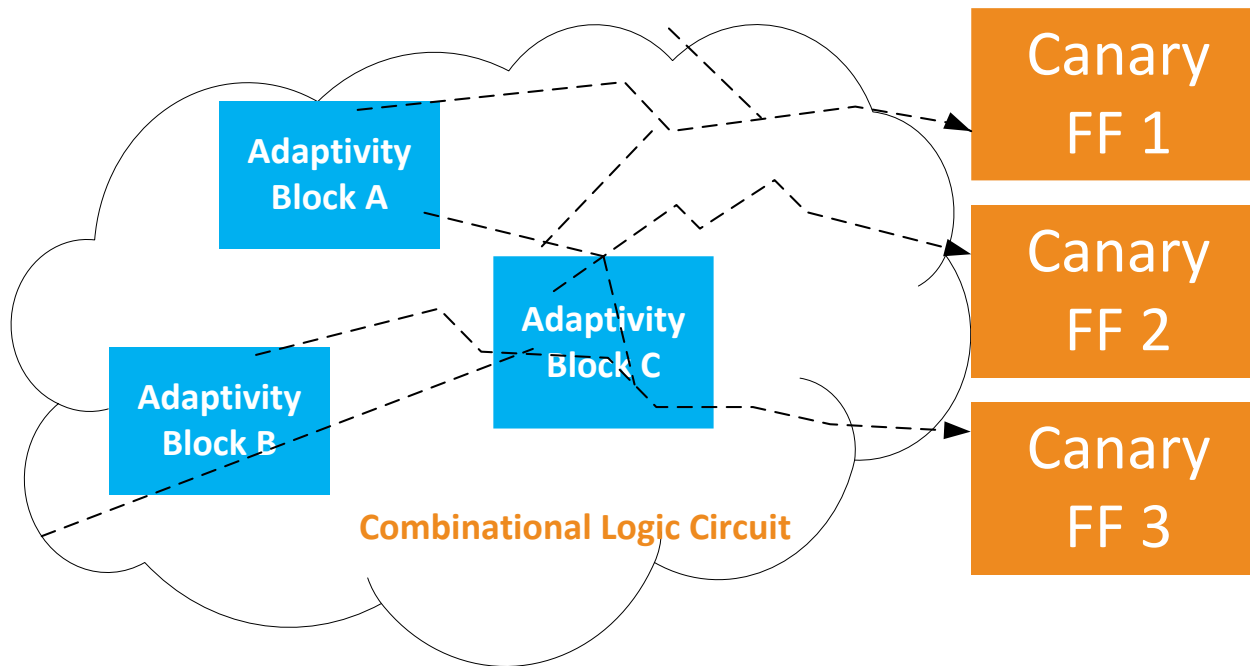 Adaptivity
Block A
Adaptivity
Block B
Adaptivity
Block C
Combinational Logic Circuit
Canary
FF 1
Canary
FF 2
Canary
FF 3